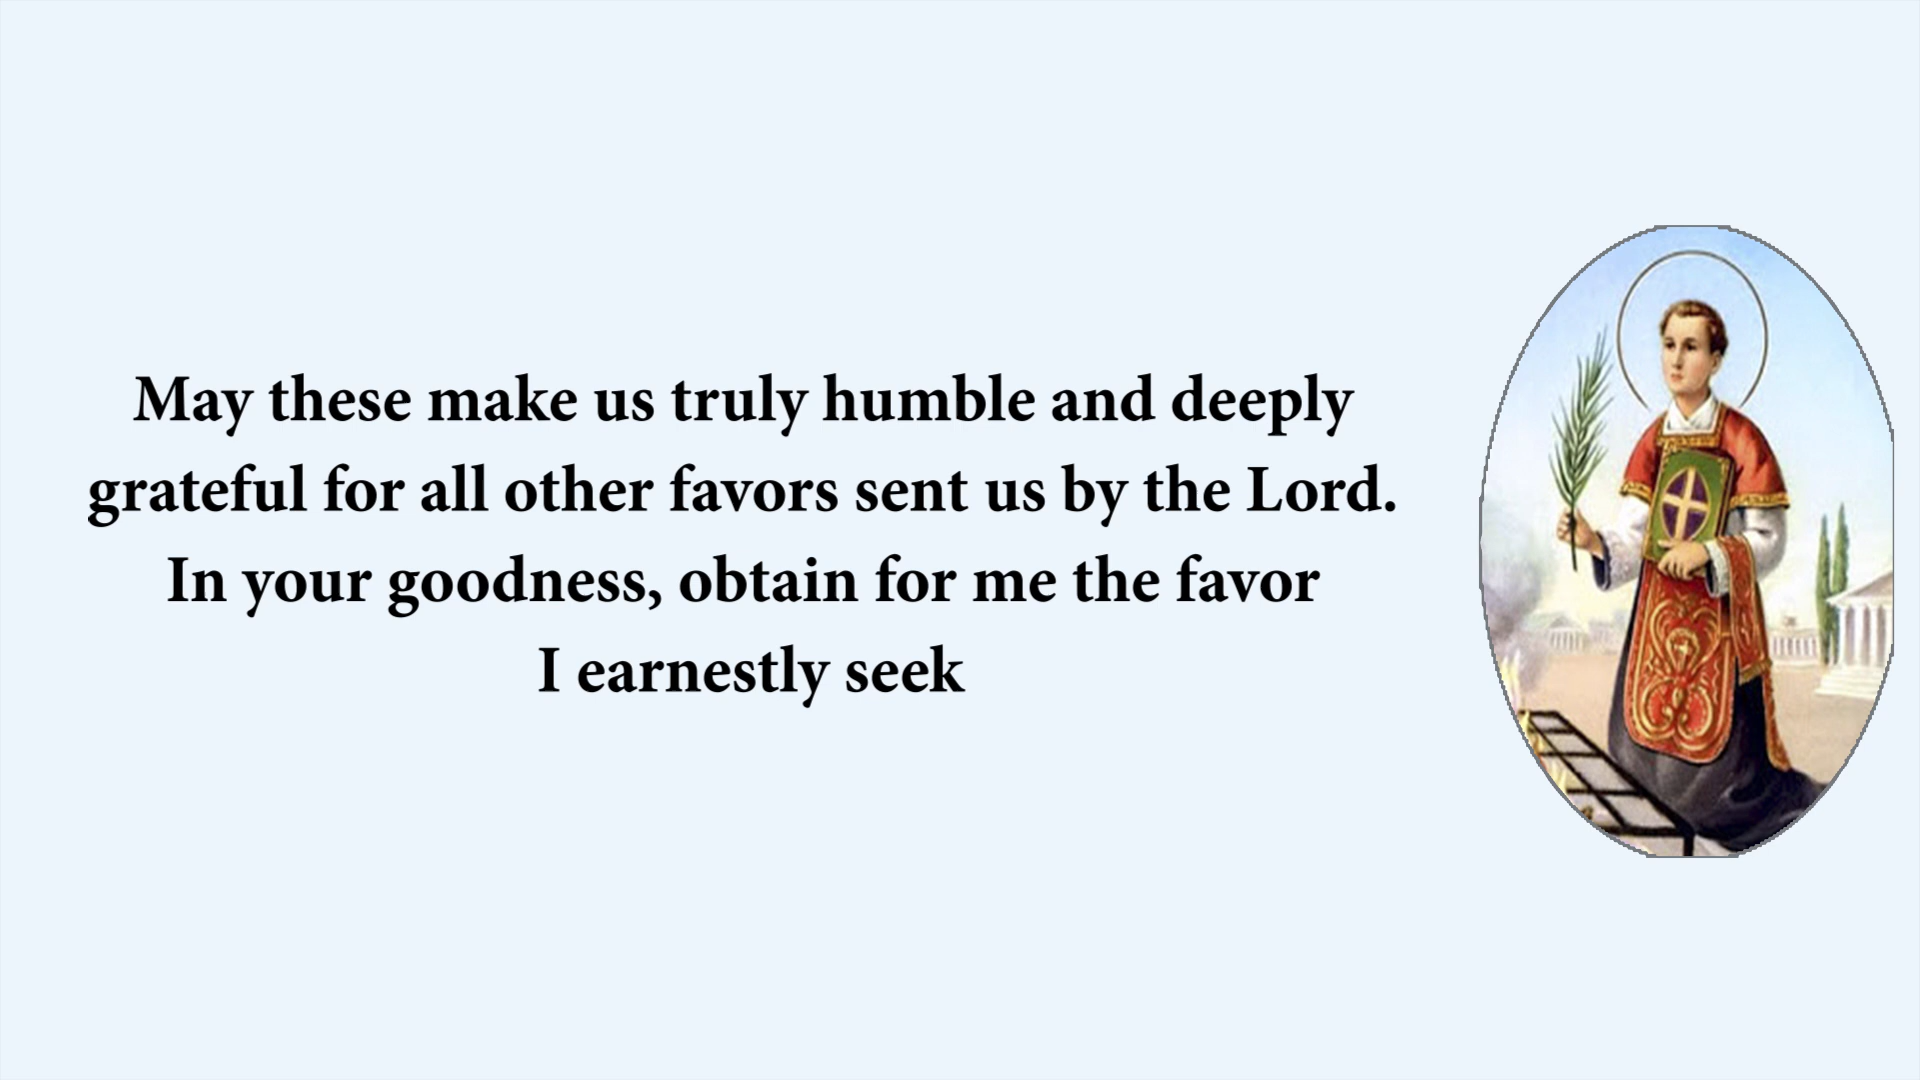 May these make us truly humble and deeply
grateful for all other favors sent us by the Lord.
In your goodness, obtain for me the favor
I earnestly seek